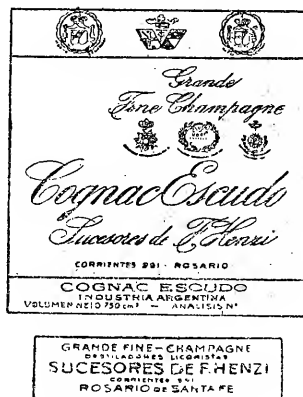 Grande
Fine Champagne
Cognac Escudo
de
Sucesores de F. Henzi
CORRIENTES 991 - ROSARIO
COGNAC ESCUDO
INDUSTRIA ARGENTINA
VOLUMEN NETO 750 cm³ — ANALISIS Nº
GRANDE FINE-CHAMPAGNE
DESTILADORES LICORISTAS
SUCESORES DE F. HENZI
CORRIENTES 991
ROSARIO DE SANTA FE